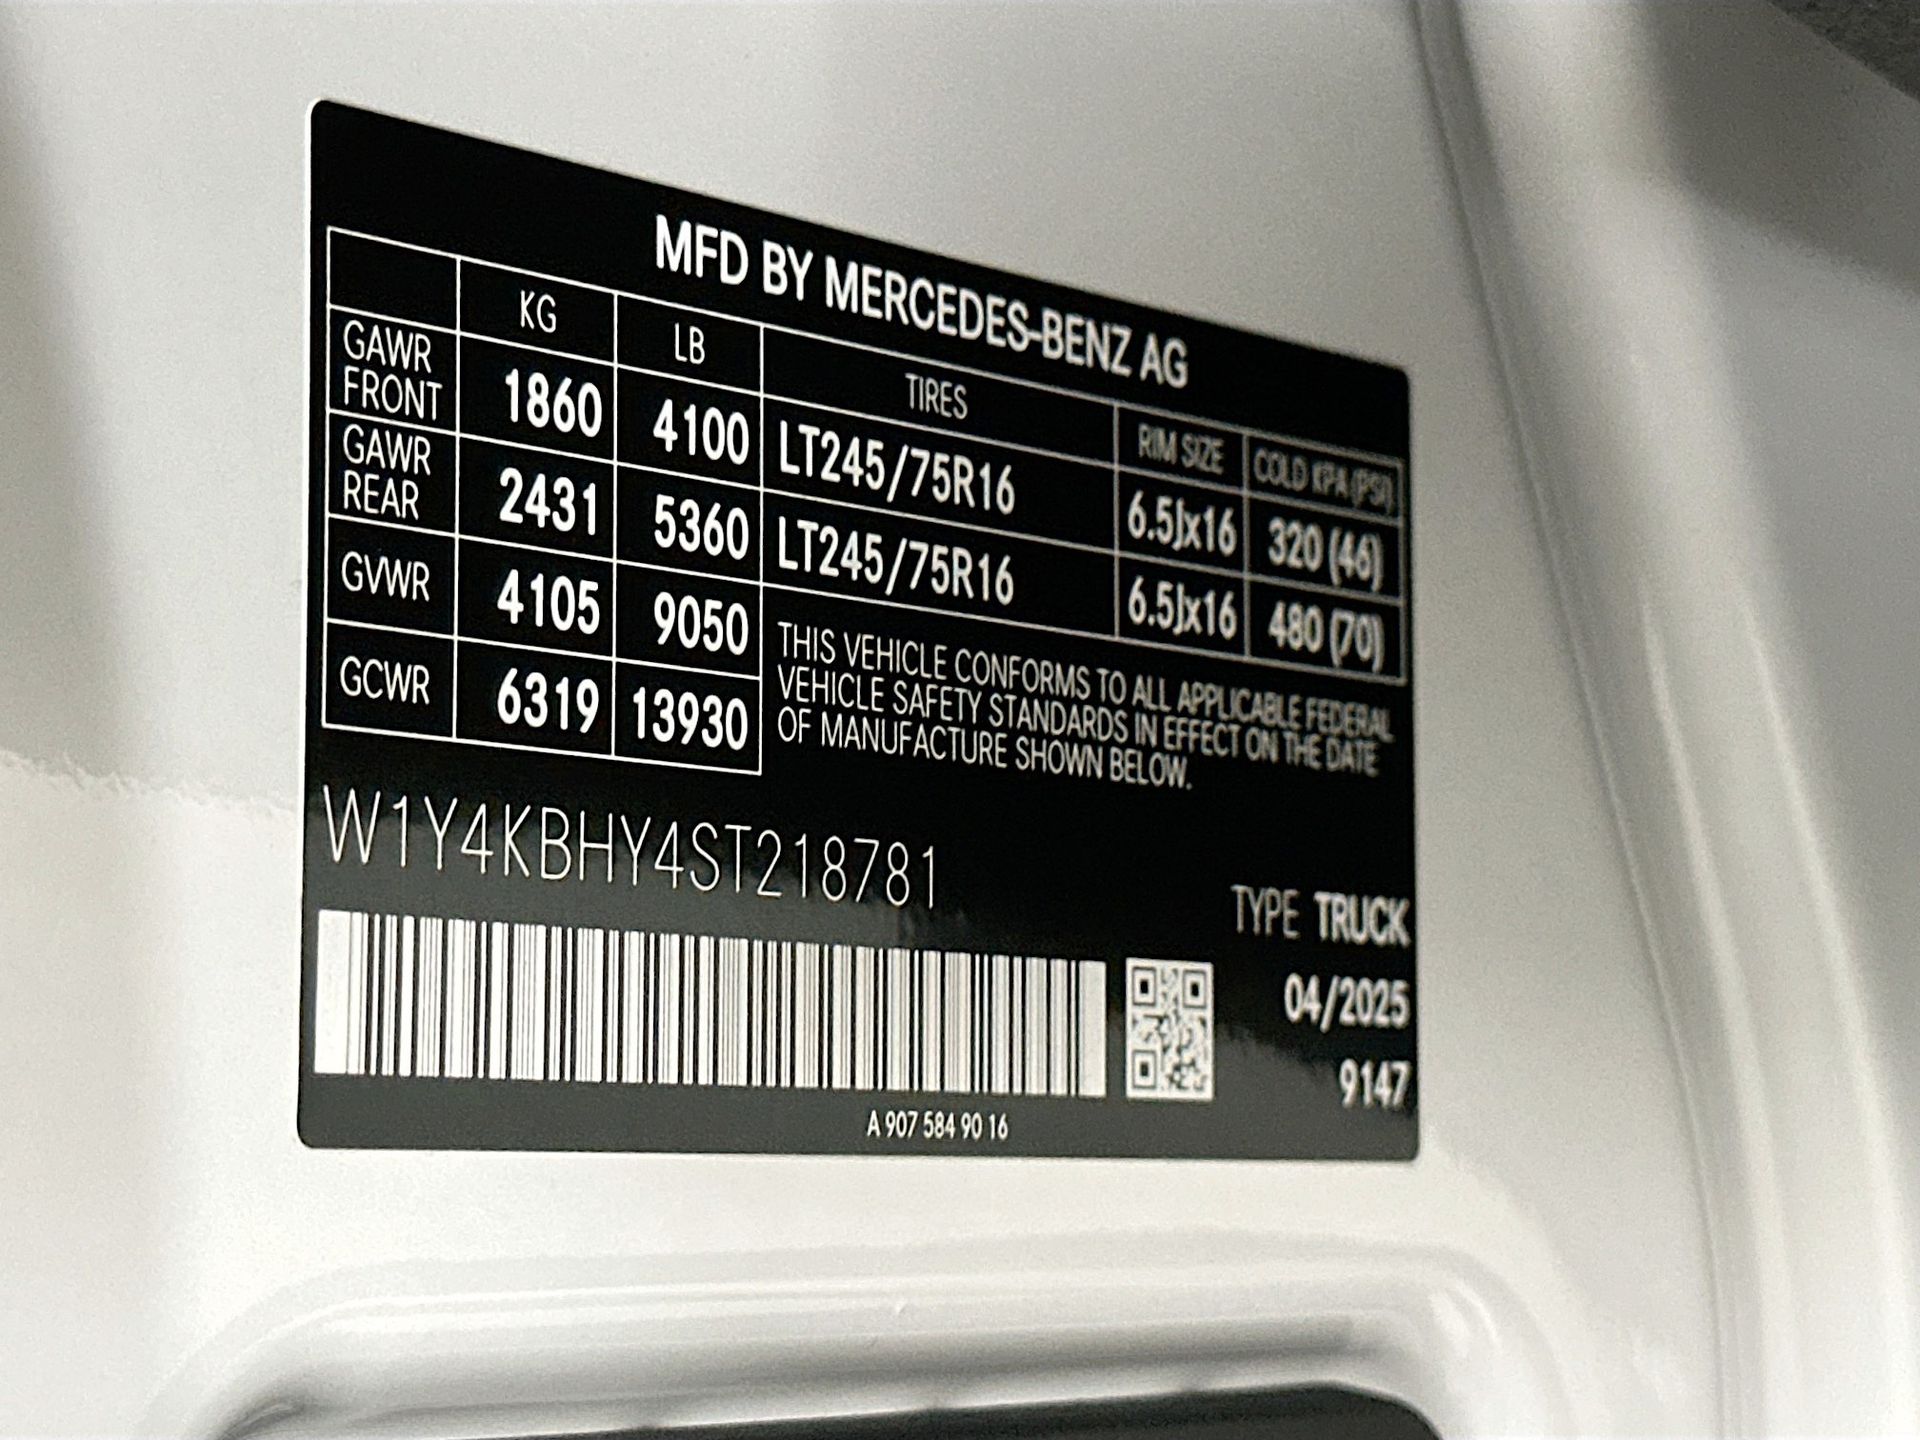 MFD BY MERCEDES-BENZ AG
KG LB TIRES RIM SIZE COLD KPA (PSI)
GAWR FRONT 1860 4100 LT245/75R16 6.5Jx16 320 (46)
GAWR REAR 2431 5360 LT245/75R16 6.5Jx16 480 (70)
GVWR 4105 9050
GCWR 6319 13930
THIS VEHICLE CONFORMS TO ALL APPLICABLE FEDERAL
VEHICLE SAFETY STANDARDS IN EFFECT ON THE DATE
OF MANUFACTURE SHOWN BELOW.
W1Y4KBHY4ST218781
TYPE TRUCK
04/2025
9147
A 907 584 90 16